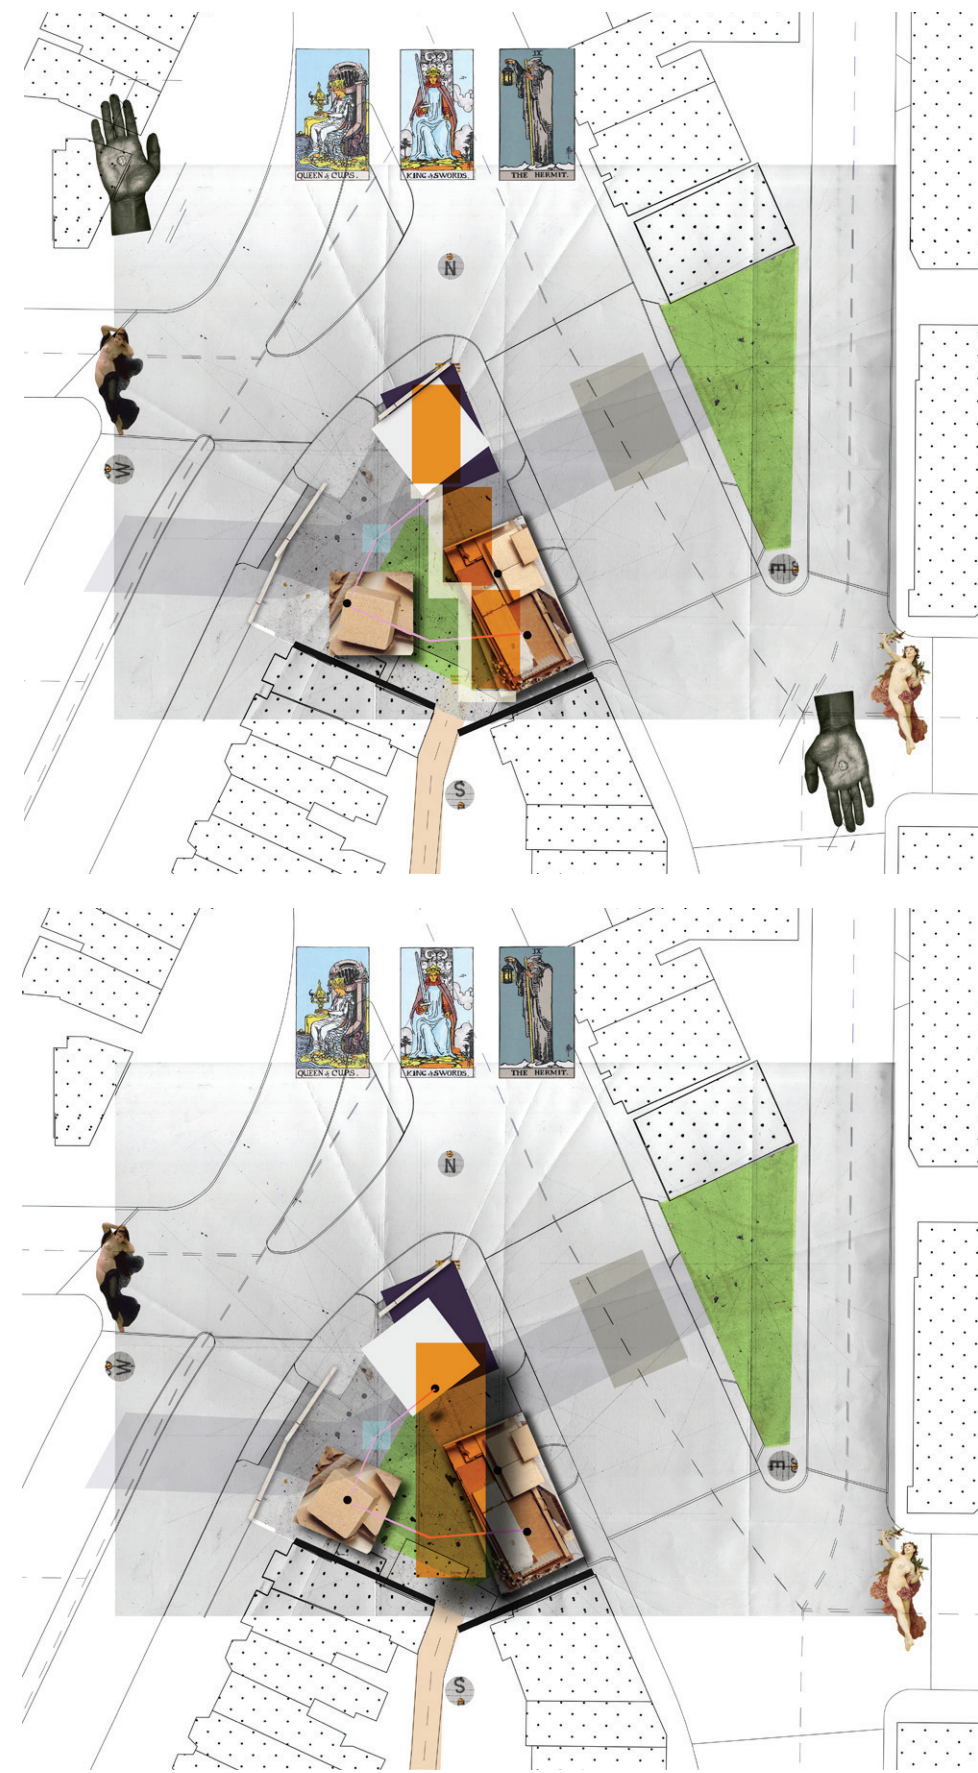 IX
QUEEN of CUPS.
KING of SWORDS.
THE HERMIT.
N
W
E
S
IX
QUEEN of CUPS.
KING of SWORDS.
THE HERMIT.
N
W
E
S